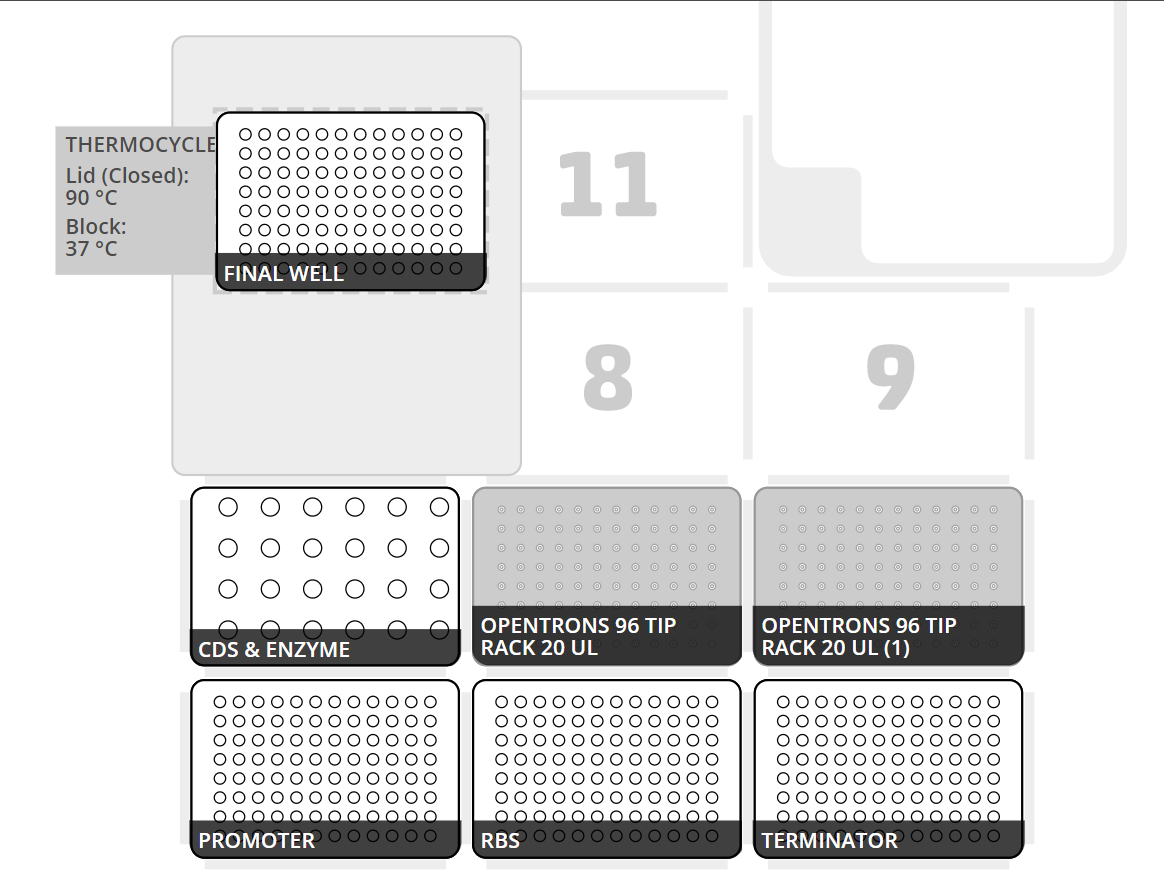 THERMOCYCLE
Lid (Closed):
90 °C
Block:
37 °C
FINAL WELL
11
8
9
CDS & ENZYME
OPENTRONS 96 TIP
RACK 20 UL
OPENTRONS 96 TIP
RACK 20 UL (1)
PROMOTER
RBS
TERMINATOR